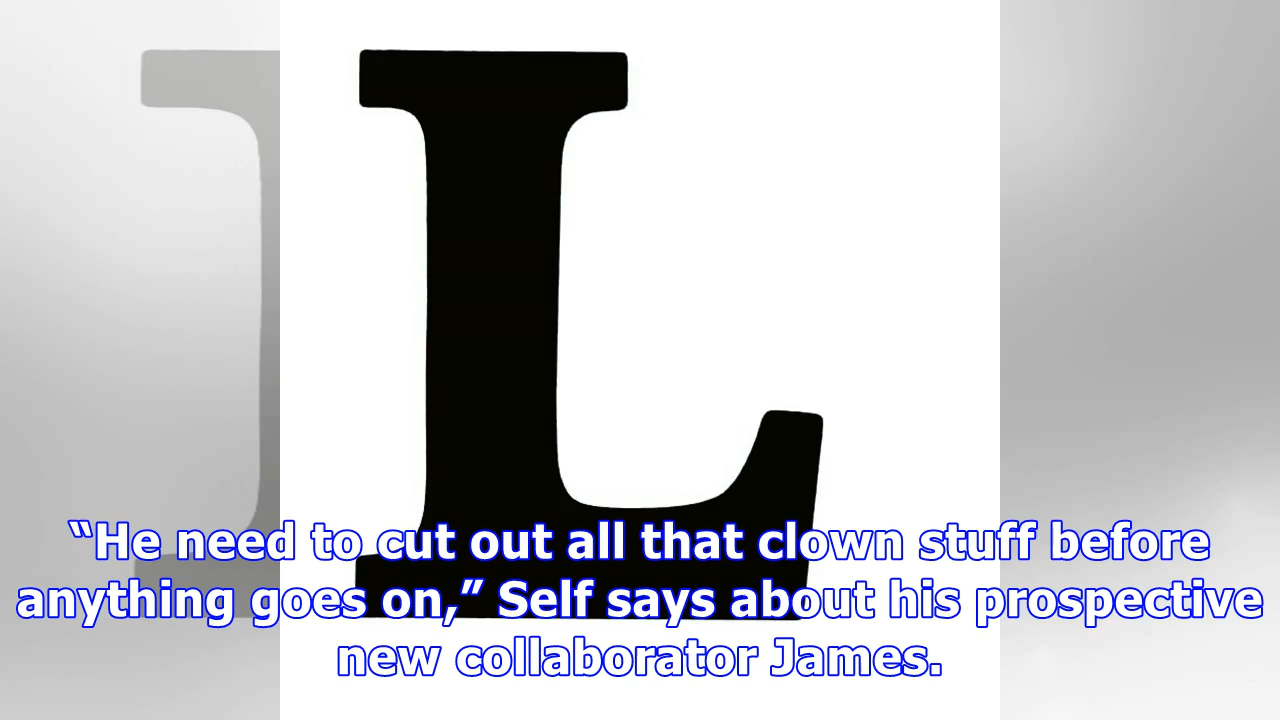 L
“He need to cut out all that clown stuff before
anything goes on,” Self says about his prospective
new collaborator James.